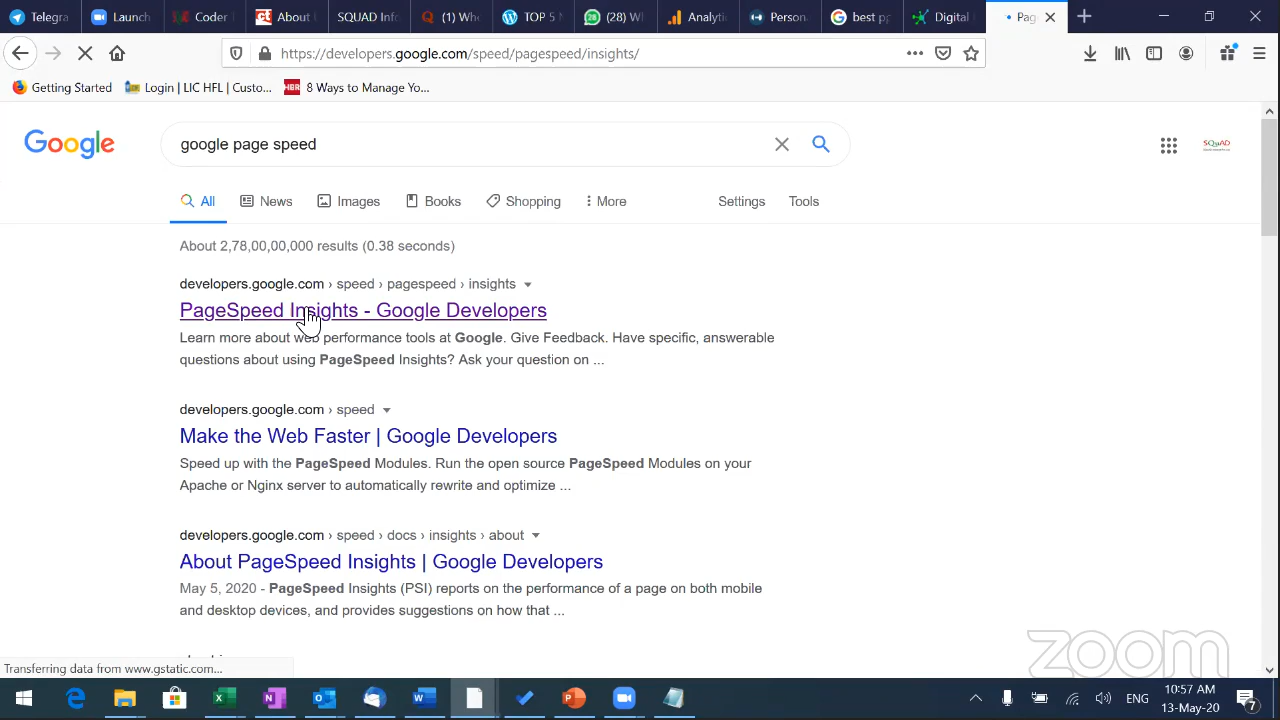 Telegra
Launch
Coder
About
SQUAD Info
(1) Whe
TOP 5 N
(28) W
Analytic
Person
best pp
Digital
Pag
https://developers.google.com/speed/pagespeed/insights/
Getting Started
Login | LIC HFL | Custo...
HBR
8 Ways to Manage Yo...
Google
google page speed
SQuAD
All
News
Images
Books
Shopping
More
Settings
Tools
About 2,78,00,00,000 results (0.38 seconds)
developers.google.com › speed › pagespeed › insights
PageSpeed Insights - Google Developers
Learn more about web performance tools at Google. Give Feedback. Have specific, answerable
questions about using PageSpeed Insights? Ask your question on ...
developers.google.com › speed
Make the Web Faster | Google Developers
Speed up with the PageSpeed Modules. Run the open source PageSpeed Modules on your
Apache or Nginx server to automatically rewrite and optimize ...
developers.google.com › speed › docs › insights › about
About PageSpeed Insights | Google Developers
May 5, 2020 - PageSpeed Insights (PSI) reports on the performance of a page on both mobile
and desktop devices, and provides suggestions on how that ...
Transferring data from www.gstatic.com...
zoom
ENG
10:57 AM
13-May-20
7